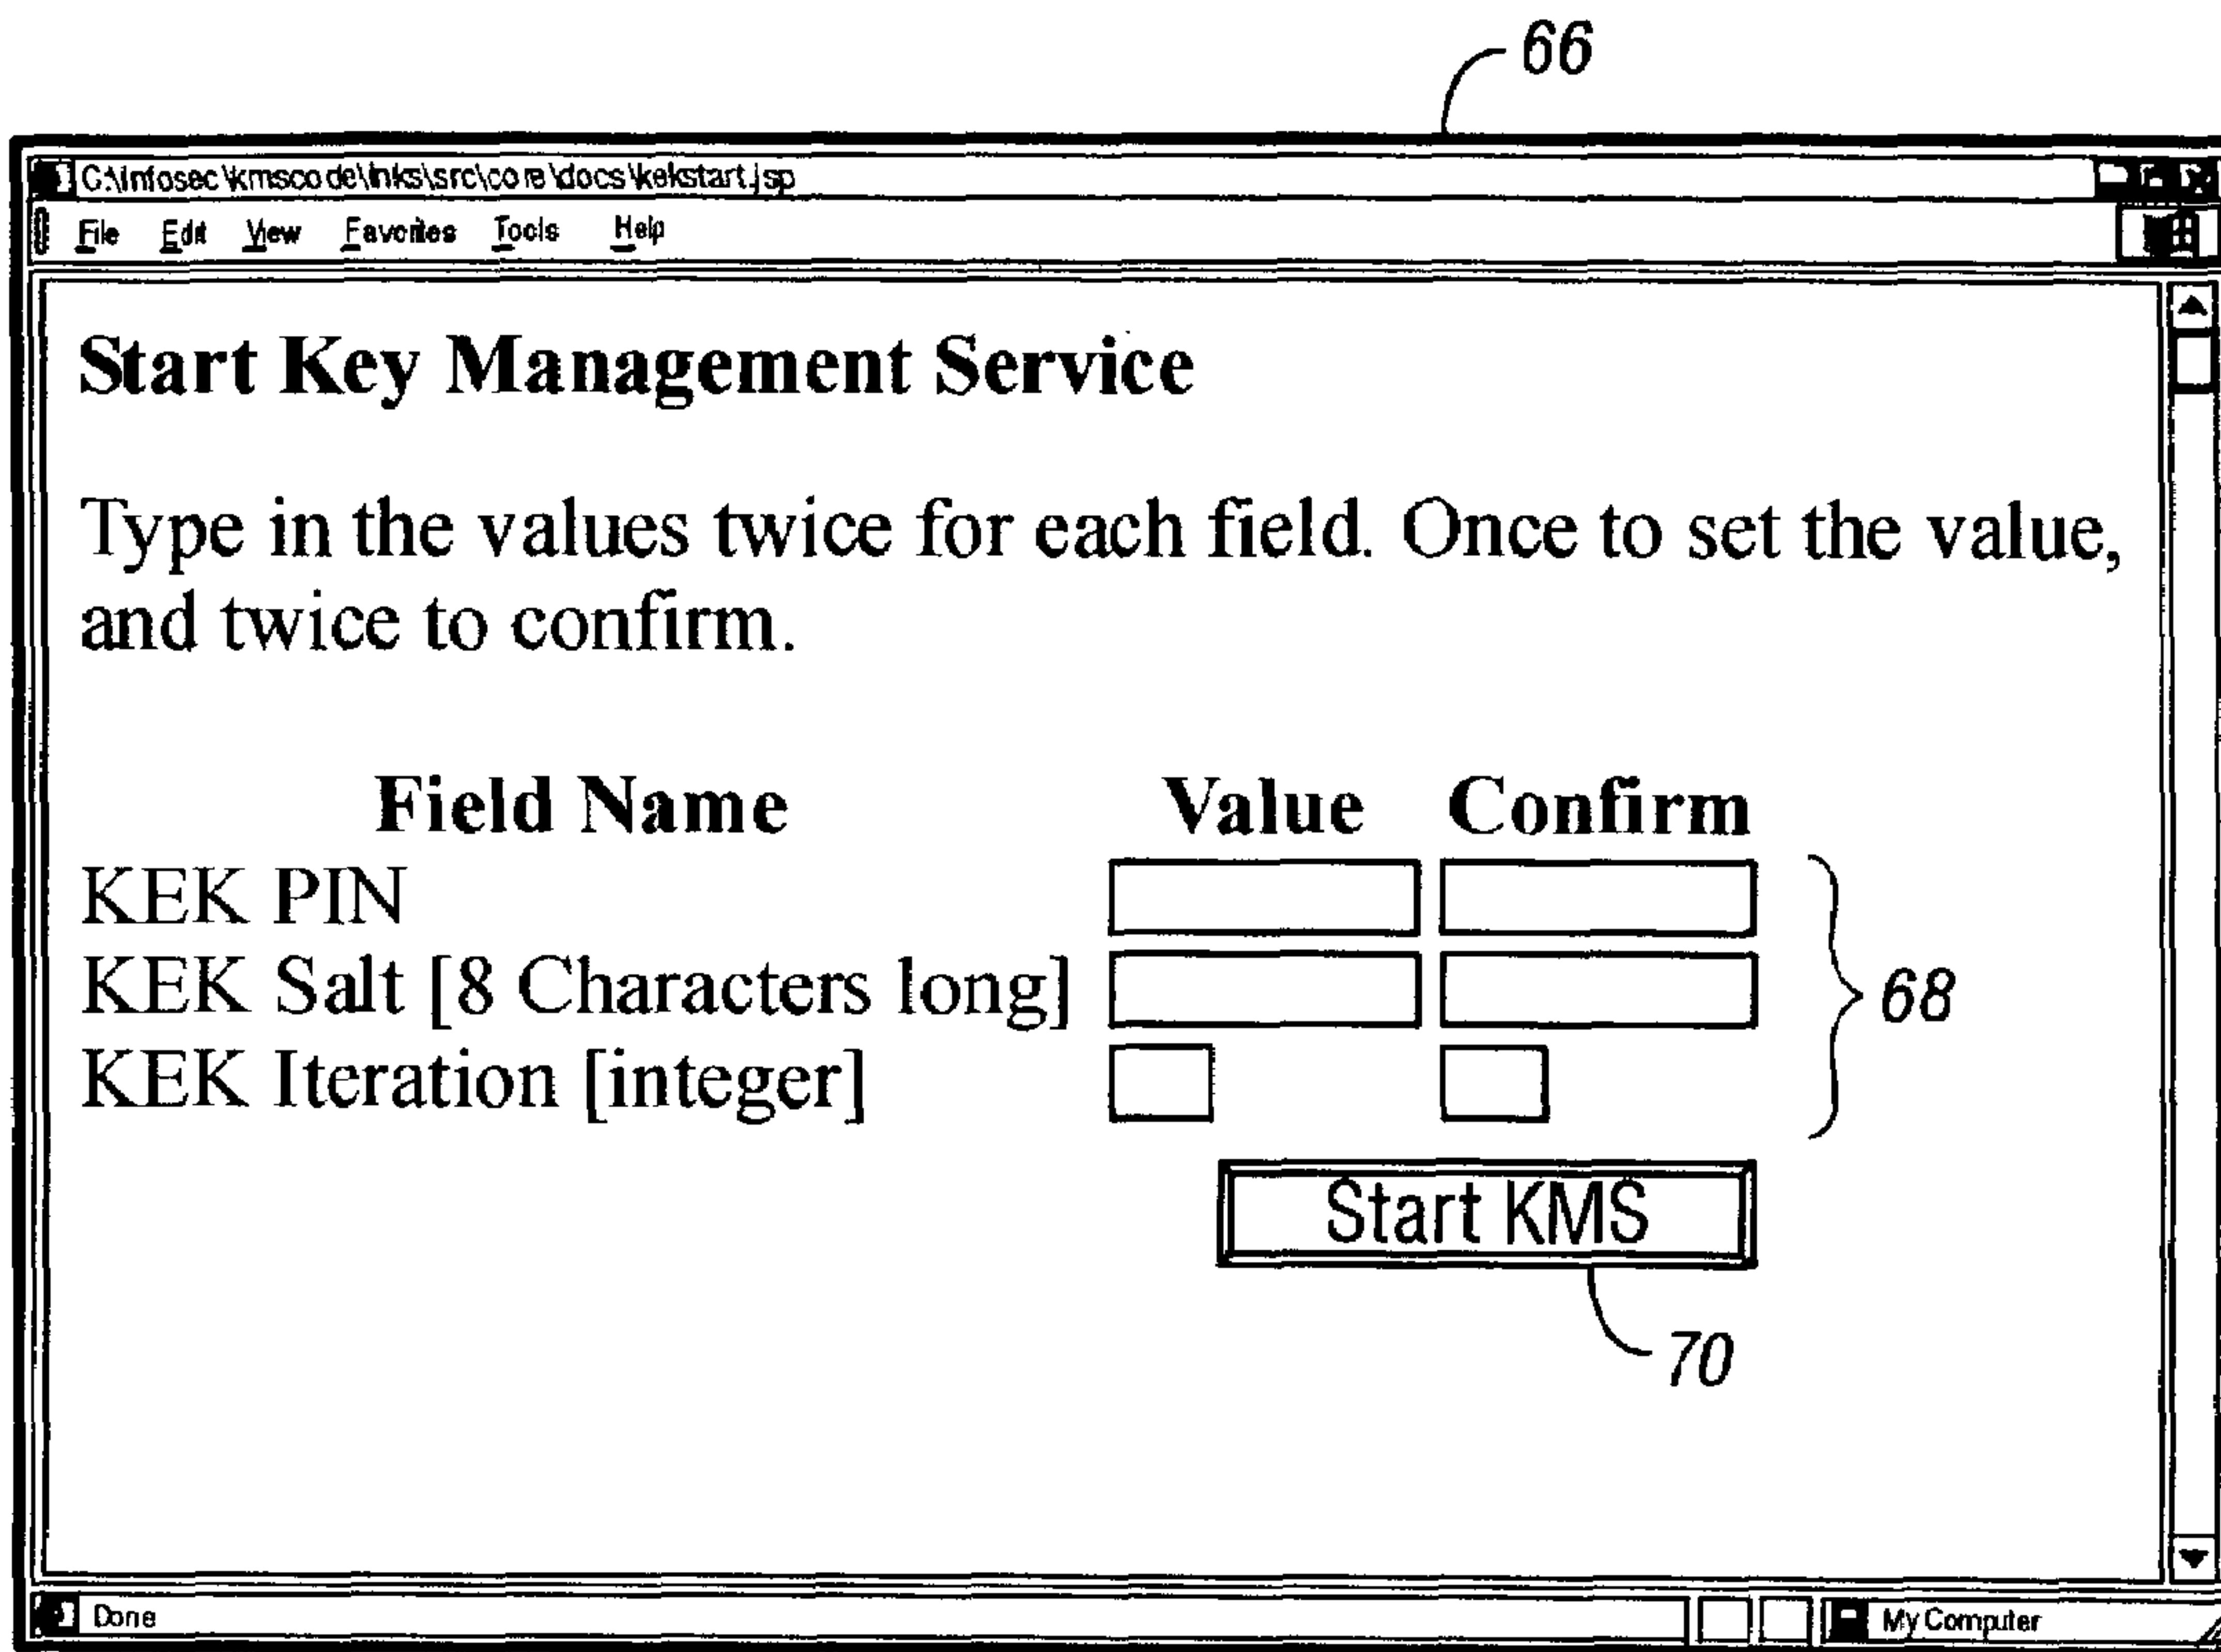 66
C:\Infosec\kmscode\inks\src\core\docs\kekstart.jsp
File Edit View Favorites Tools Help
Start Key Management Service
Type in the values twice for each field. Once to set the value,
and twice to confirm.
Field Name Value Confirm
KEK PIN
KEK Salt [8 Characters long]
KEK Iteration [integer]
68
Start KMS
70
Done My Computer